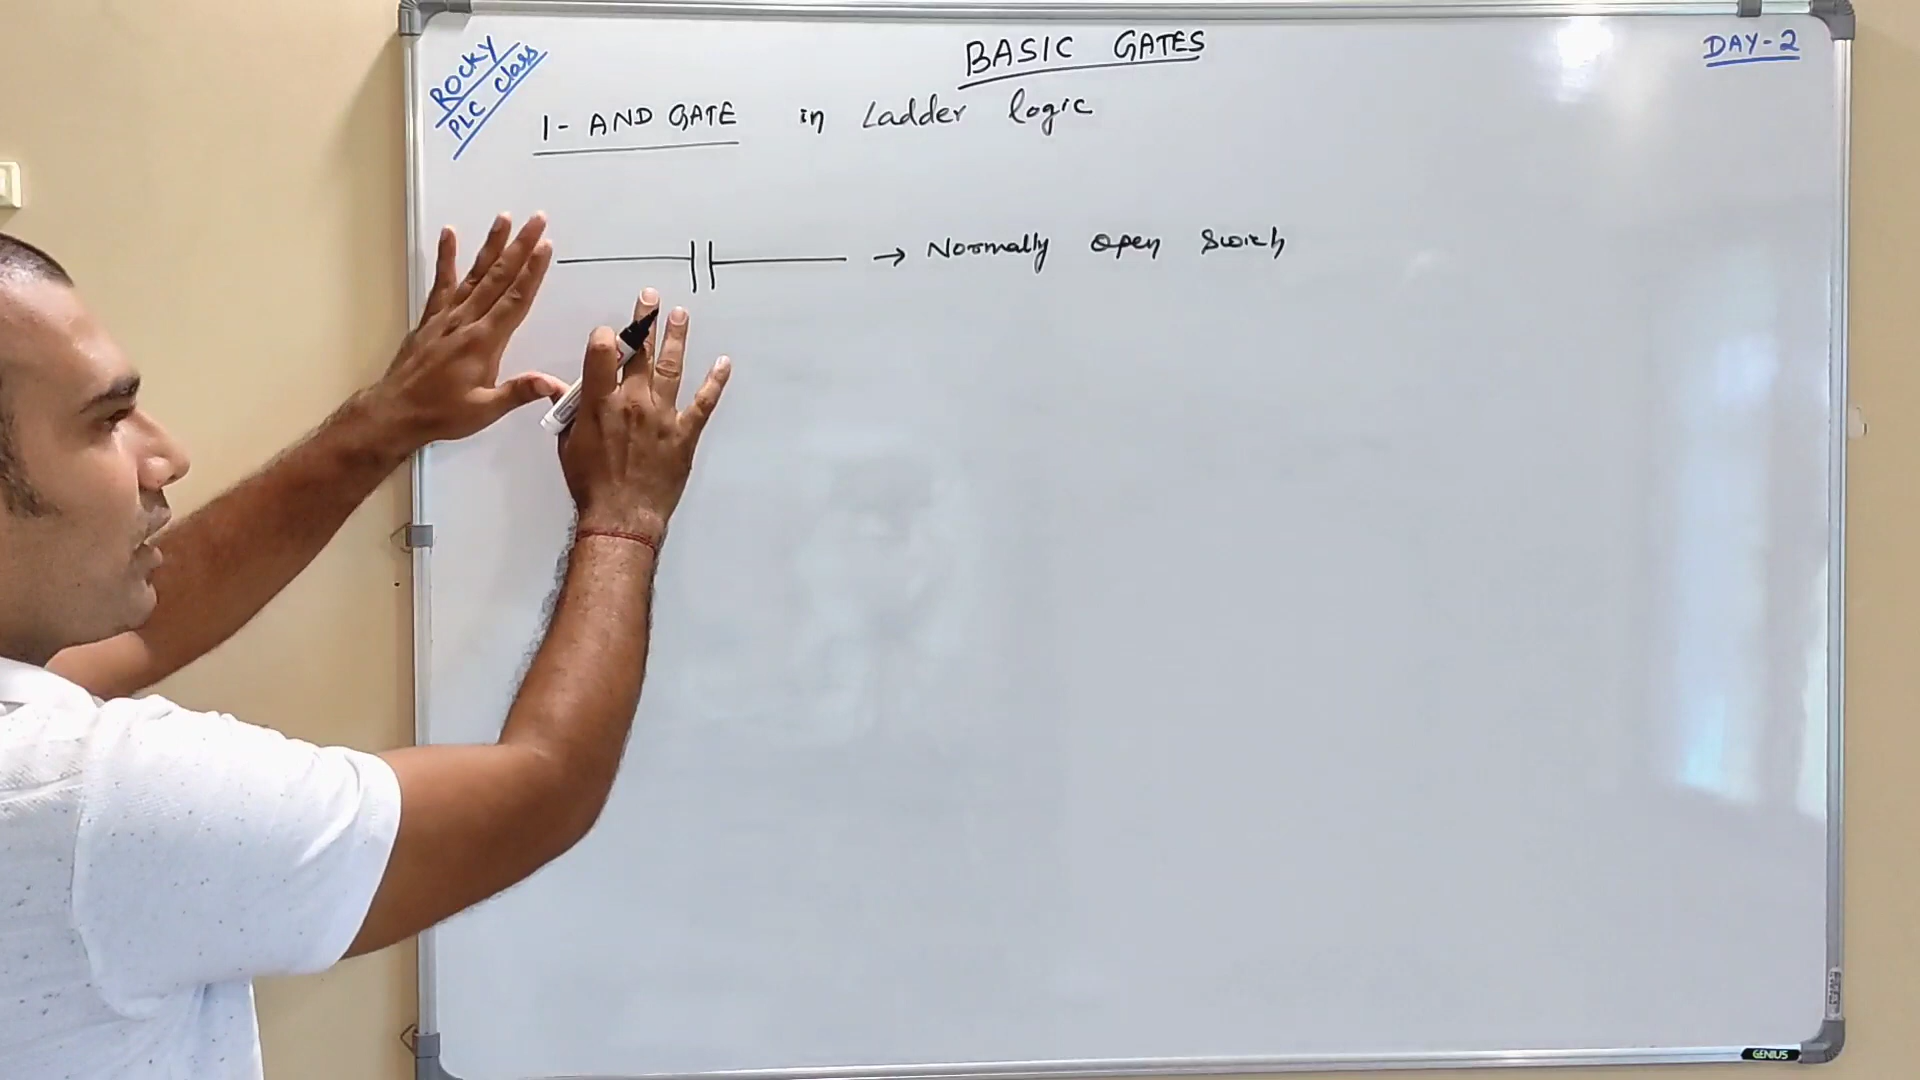 ROCKY
PLC class
BASIC GATES
DAY-2
1- AND GATE in Ladder logic
→ Normally open Swich
GENIUS